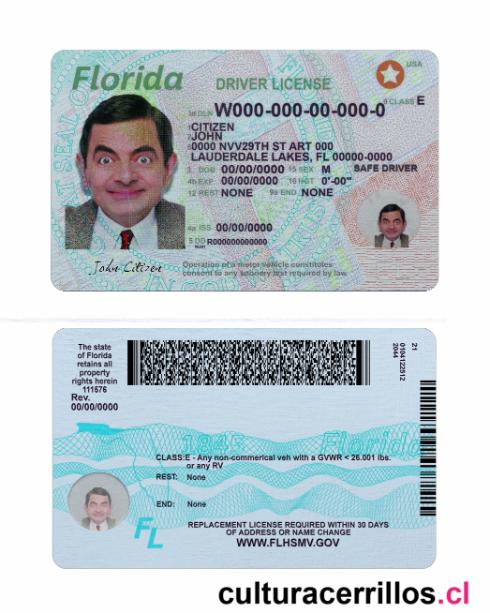 Florida
DRIVER LICENSE
USA
4d DLN W000-000-00-000-0
9 CLASS E
1 CITIZEN
2 JOHN
8 0000 NVV29TH ST ART 000
LAUDERDALE LAKES, FL 00000-0000
3. DOB 00/00/0000 15 SEX M SAFE DRIVER
4b EXP 00/00/0000 16 HGT 0'-00"
12 REST NONE 9a END NONE
4a ISS 00/00/0000
5 DD R000000000000
John Citizen
Operation of a motor vehicle constitutes
consent to any sobriety test required by law
The state
of Florida
retains all
property
rights herein
111576
Rev.
00/00/0000
21
0104122512
2044
1845
Florida
CLASS:E - Any non-commerical veh with a GVWR < 26.001 lbs.
or any RV
REST: None
END: None
FL
REPLACEMENT LICENSE REQUIRED WITHIN 30 DAYS
OF ADDRESS OR NAME CHANGE
WWW.FLHSMV.GOV
culturacerrillos.cl